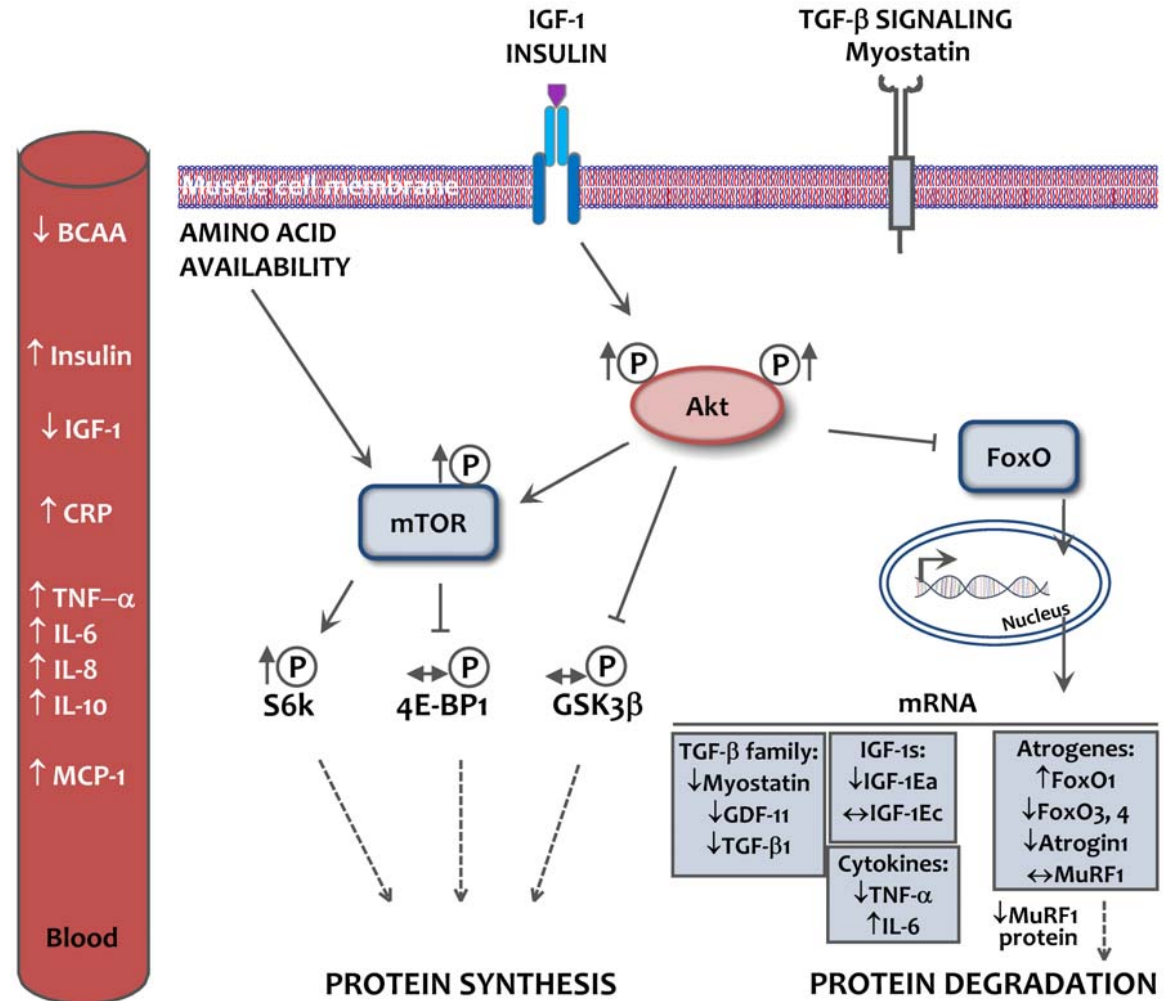 IGF-1
INSULIN
TGF-β SIGNALING
Myostatin
Muscle cell membrane
↓ BCAA
↑ Insulin
↓ IGF-1
↑ CRP
↑ TNF–α
↑ IL-6
↑ IL-8
↑ IL-10
↑ MCP-1
Blood
AMINO ACID
AVAILABILITY
↑ P
P ↑
Akt
FoxO
↑ P
mTOR
Nucleus
↑ P
S6k
↔ P
4E-BP1
↔ P
GSK3β
mRNA
TGF-β family:
↓Myostatin
↓GDF-11
↓TGF-β1
IGF-1s:
↓IGF-1Ea
↔IGF-1Ec
Cytokines:
↓TNF-α
↑IL-6
Atrogenes:
↑FoxO1
↓FoxO3, 4
↓Atrogin1
↔MuRF1
↓MuRF1
protein
PROTEIN SYNTHESIS
PROTEIN DEGRADATION